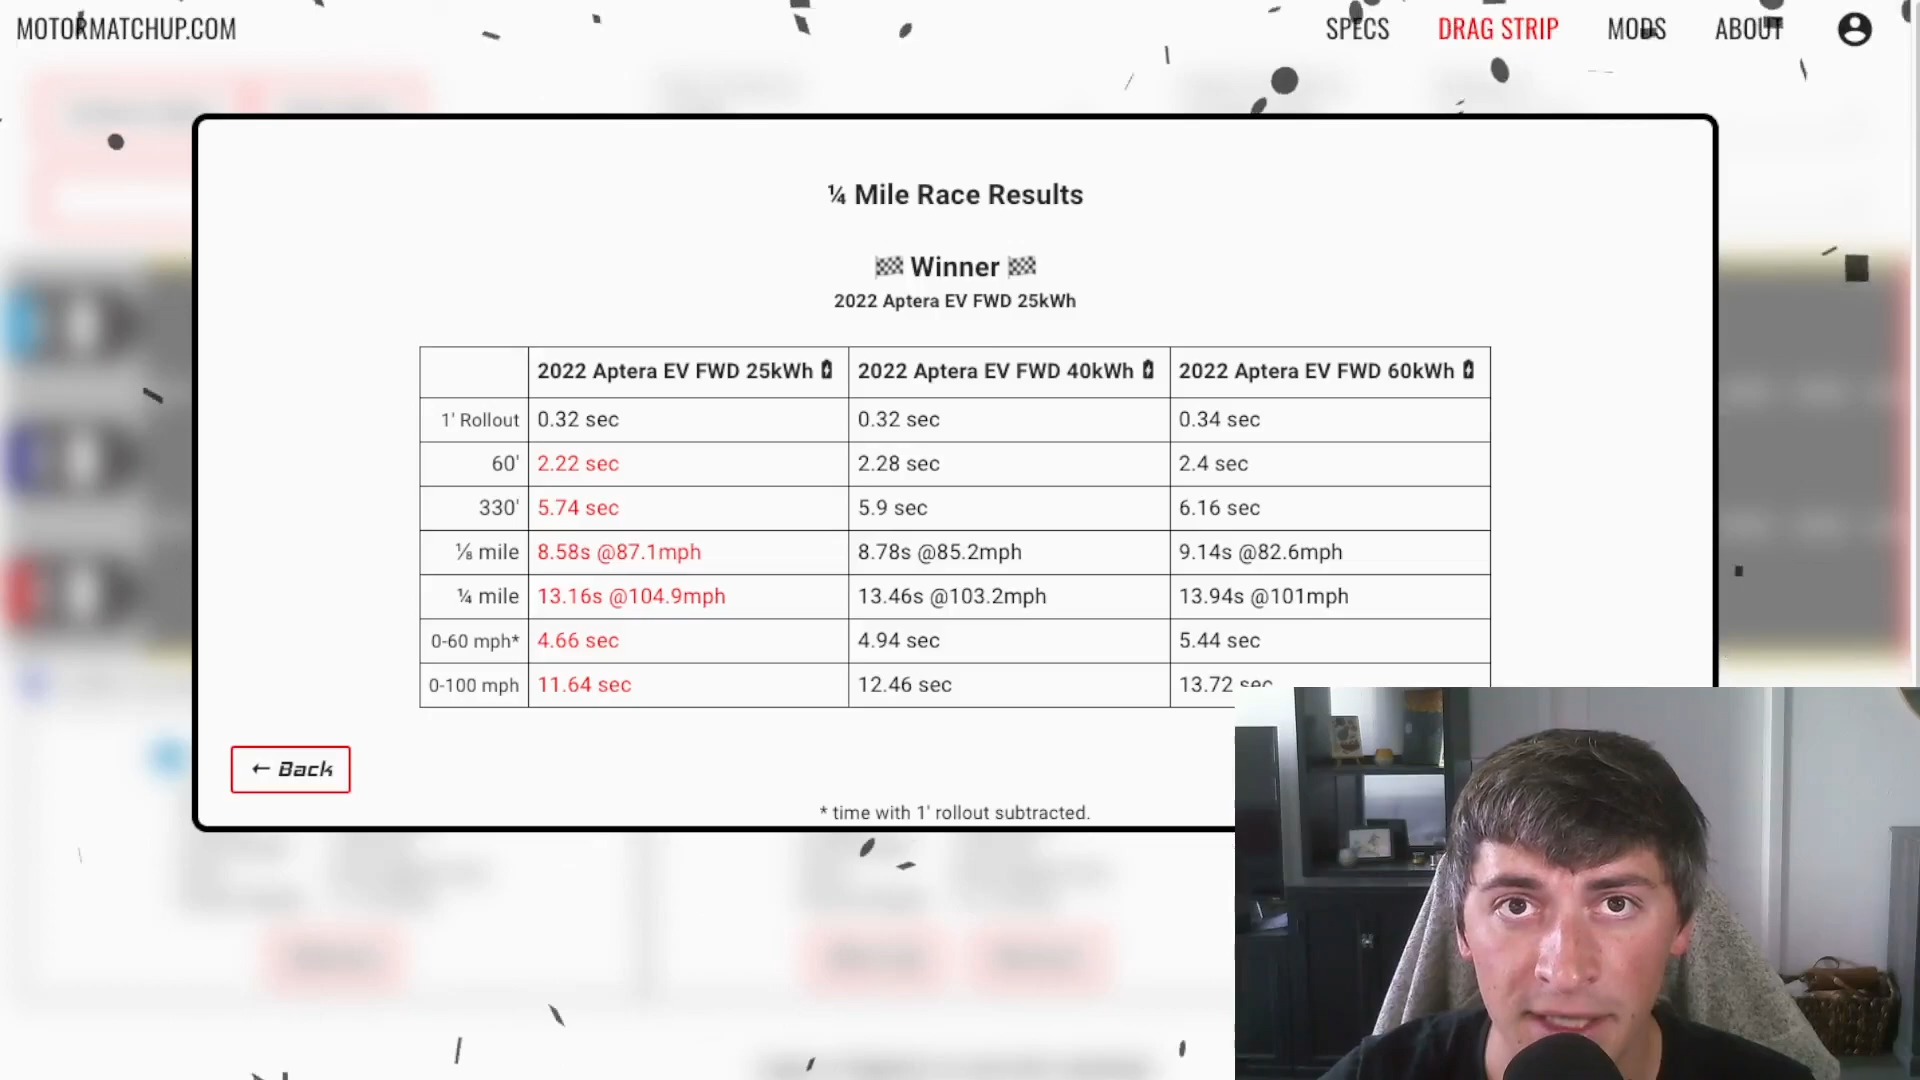 MOTORMATCHUP.COM
SPECS DRAG STRIP MODS ABOUT
¼ Mile Race Results
Winner
2022 Aptera EV FWD 25kWh
2022 Aptera EV FWD 25kWh 2022 Aptera EV FWD 40kWh 2022 Aptera EV FWD 60kWh
1' Rollout 0.32 sec 0.32 sec 0.34 sec
60' 2.22 sec 2.28 sec 2.4 sec
330' 5.74 sec 5.9 sec 6.16 sec
⅛ mile 8.58s @87.1mph 8.78s @85.2mph 9.14s @82.6mph
¼ mile 13.16s @104.9mph 13.46s @103.2mph 13.94s @101mph
0-60 mph* 4.66 sec 4.94 sec 5.44 sec
0-100 mph 11.64 sec 12.46 sec 13.72 sec
← Back
* time with 1' rollout subtracted.